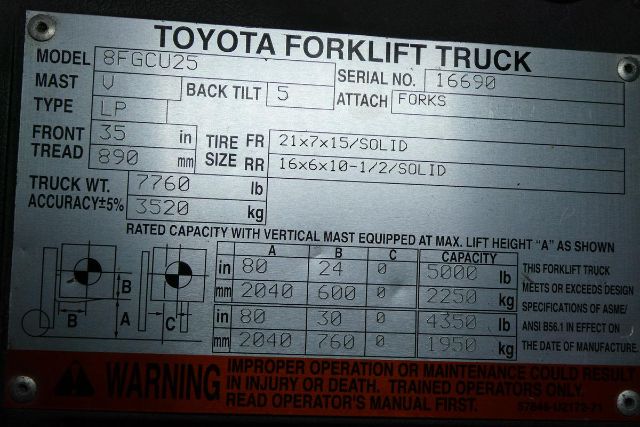 TOYOTA FORKLIFT TRUCK
MODEL 8FGCU25
SERIAL NO. 16690
MAST V BACK TILT 5 ATTACH FORKS
TYPE LP
FRONT TREAD 35 in 890 mm
TIRE SIZE FR 21x7x15/SOLID
RR 16x6x10-1/2/SOLID
TRUCK WT. 7760 lb
ACCURACY±5% 3520 kg
RATED CAPACITY WITH VERTICAL MAST EQUIPPED AT MAX. LIFT HEIGHT "A" AS SHOWN
A B C CAPACITY
in 80 24 0 5000 lb
mm 2040 600 0 2250 kg
in 80 30 0 4350 lb
mm 2040 760 0 1950 kg
B B A C
THIS FORKLIFT TRUCK
MEETS OR EXCEEDS DESIGN
SPECIFICATIONS OF ASME/
ANSI B56.1 IN EFFECT ON
THE DATE OF MANUFACTURE.
WARNING
IMPROPER OPERATION OR MAINTENANCE COULD RESULT
IN INJURY OR DEATH. TRAINED OPERATORS ONLY.
READ OPERATOR'S MANUAL FIRST.